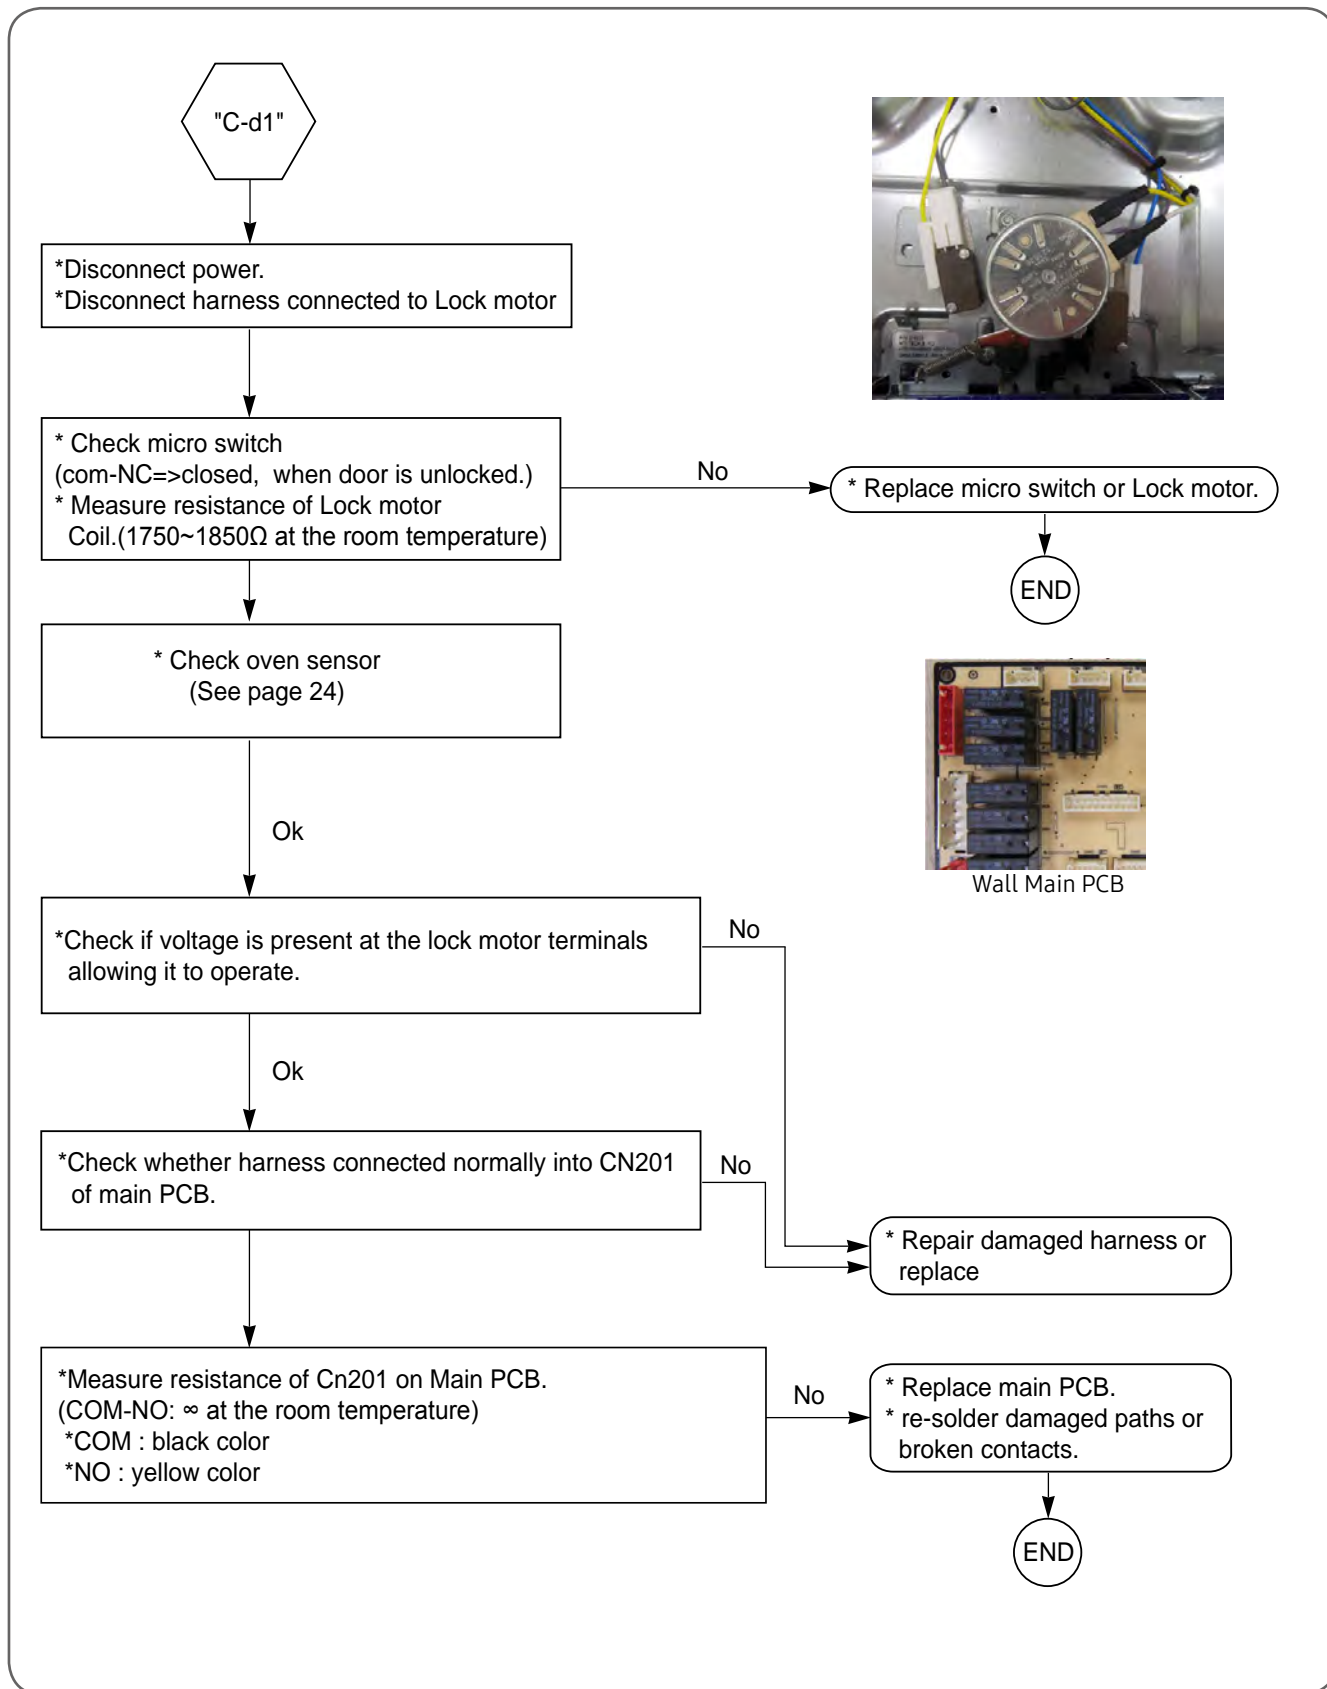 "C-d1"
*Disconnect power.
*Disconnect harness connected to Lock motor
* Check micro switch
(com-NC=>closed, when door is unlocked.)
* Measure resistance of Lock motor
Coil.(1750~1850Ω at the room temperature)
No
* Replace micro switch or Lock motor.
END
* Check oven sensor
(See page 24)
Wall Main PCB
Ok
*Check if voltage is present at the lock motor terminals
allowing it to operate.
No
Ok
*Check whether harness connected normally into CN201
of main PCB.
No
* Repair damaged harness or
replace
*Measure resistance of Cn201 on Main PCB.
(COM-NO: ∞ at the room temperature)
*COM : black color
*NO : yellow color
No
* Replace main PCB.
* re-solder damaged paths or
broken contacts.
END